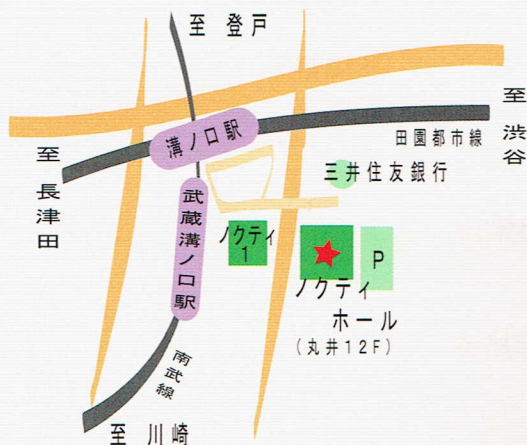 至 登戸
溝ノ口駅
田園都市線
至 渋谷
至 長津田
三井住友銀行
武蔵溝ノ口駅
ノクティ
1
P
ノクティ
ホール
(丸井12F)
南武線
至 川崎